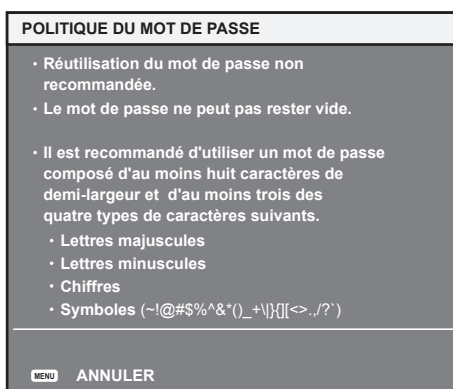 POLITIQUE DU MOT DE PASSE
· Réutilisation du mot de passe non
recommandée.
· Le mot de passe ne peut pas rester vide.
· Il est recommandé d'utiliser un mot de passe
composé d'au moins huit caractères de
demi-largeur et d'au moins trois des
quatre types de caractères suivants.
· Lettres majuscules
· Lettres minuscules
· Chiffres
· Symboles (~!@#$%^&*()_+\|}{][<>.,/?`)
MENU ANNULER